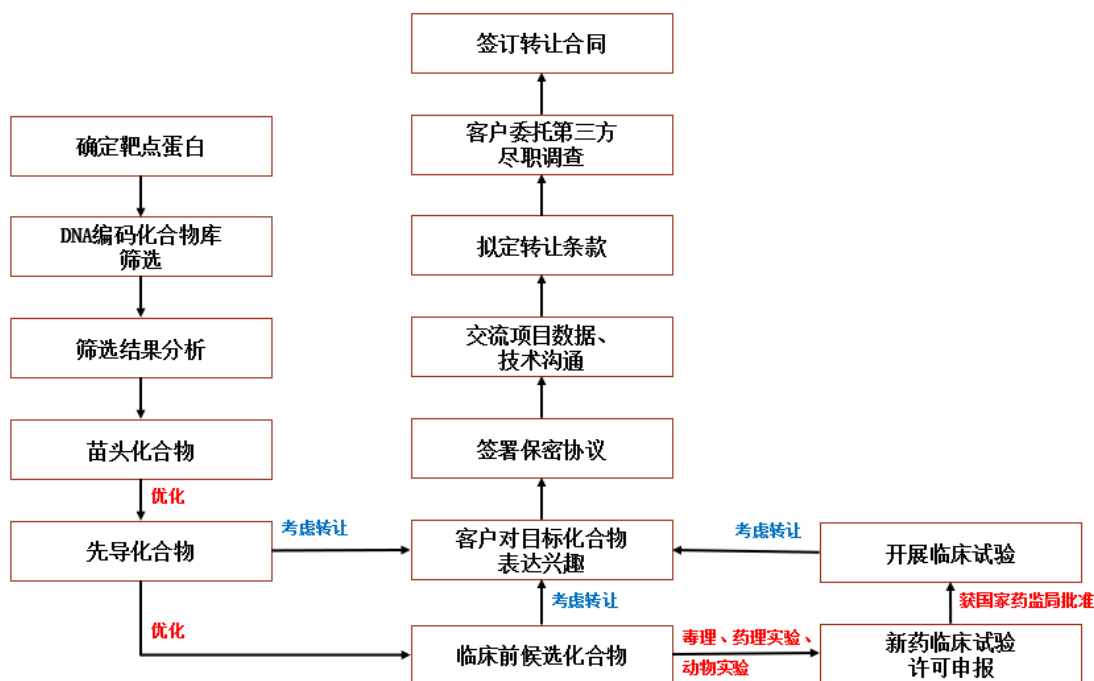 签订转让合同
确定靶点蛋白
客户委托第三方
尽职调查
DNA编码化合物库
筛选
拟定转让条款
筛选结果分析
交流项目数据、
技术沟通
苗头化合物
签署保密协议
优化
先导化合物
考虑转让
客户对目标化合物
表达兴趣
考虑转让
开展临床试验
考虑转让
获国家药监局批准
优化
临床前候选化合物
毒理、药理实验、
动物实验
新药临床试验
许可申报